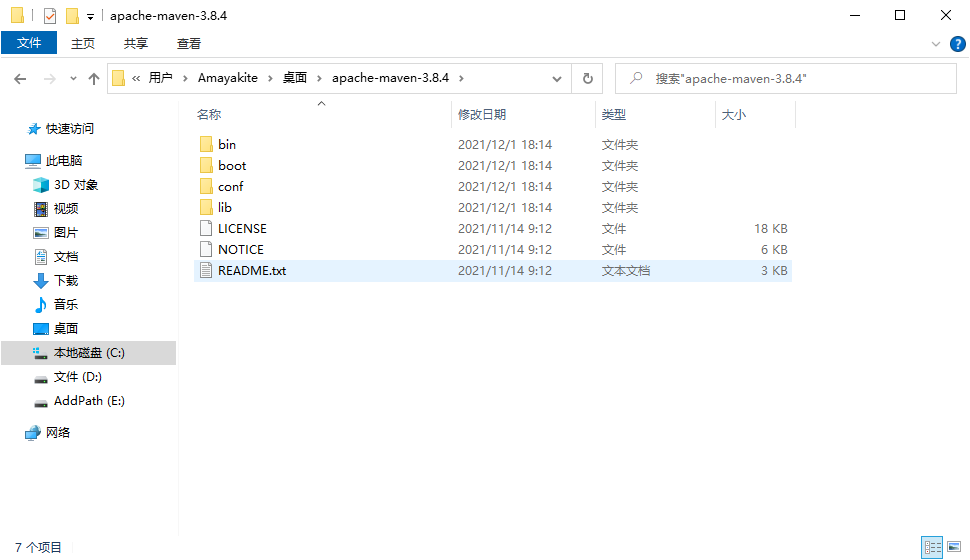 apache-maven-3.8.4
文件 主页 共享 查看
« 用户 › Amayakite › 桌面 › apache-maven-3.8.4 ›
搜索"apache-maven-3.8.4"
名称 修改日期 类型 大小
快速访问
此电脑
3D 对象
视频
图片
文档
下载
音乐
桌面
本地磁盘 (C:)
文件 (D:)
AddPath (E:)
网络
bin 2021/12/1 18:14 文件夹
boot 2021/12/1 18:14 文件夹
conf 2021/12/1 18:14 文件夹
lib 2021/12/1 18:14 文件夹
LICENSE 2021/11/14 9:12 文件 18 KB
NOTICE 2021/11/14 9:12 文件 6 KB
README.txt 2021/11/14 9:12 文本文档 3 KB
7 个项目